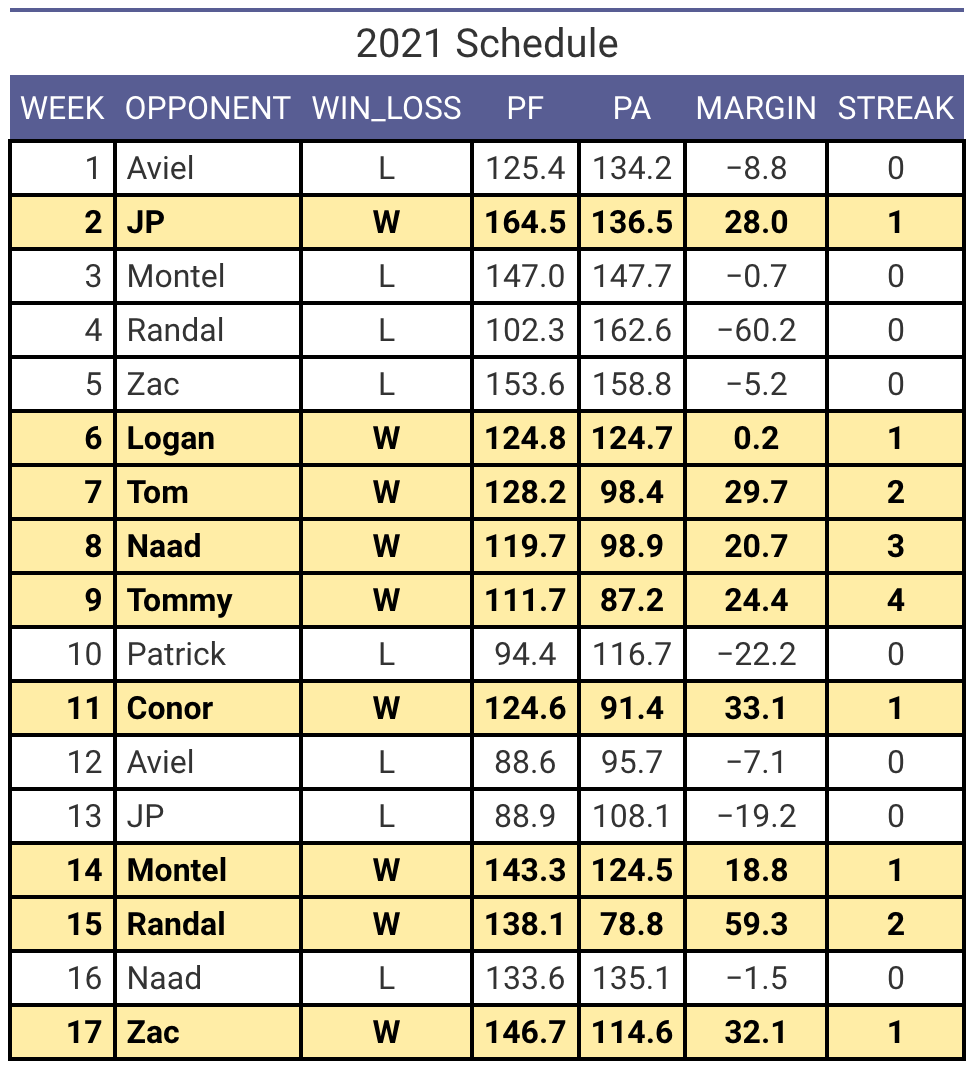 2021 Schedule
WEEK OPPONENT WIN_LOSS PF PA MARGIN STREAK
1 Aviel L 125.4 134.2 −8.8 0
2 JP W 164.5 136.5 28.0 1
3 Montel L 147.0 147.7 −0.7 0
4 Randal L 102.3 162.6 −60.2 0
5 Zac L 153.6 158.8 −5.2 0
6 Logan W 124.8 124.7 0.2 1
7 Tom W 128.2 98.4 29.7 2
8 Naad W 119.7 98.9 20.7 3
9 Tommy W 111.7 87.2 24.4 4
10 Patrick L 94.4 116.7 −22.2 0
11 Conor W 124.6 91.4 33.1 1
12 Aviel L 88.6 95.7 −7.1 0
13 JP L 88.9 108.1 −19.2 0
14 Montel W 143.3 124.5 18.8 1
15 Randal W 138.1 78.8 59.3 2
16 Naad L 133.6 135.1 −1.5 0
17 Zac W 146.7 114.6 32.1 1